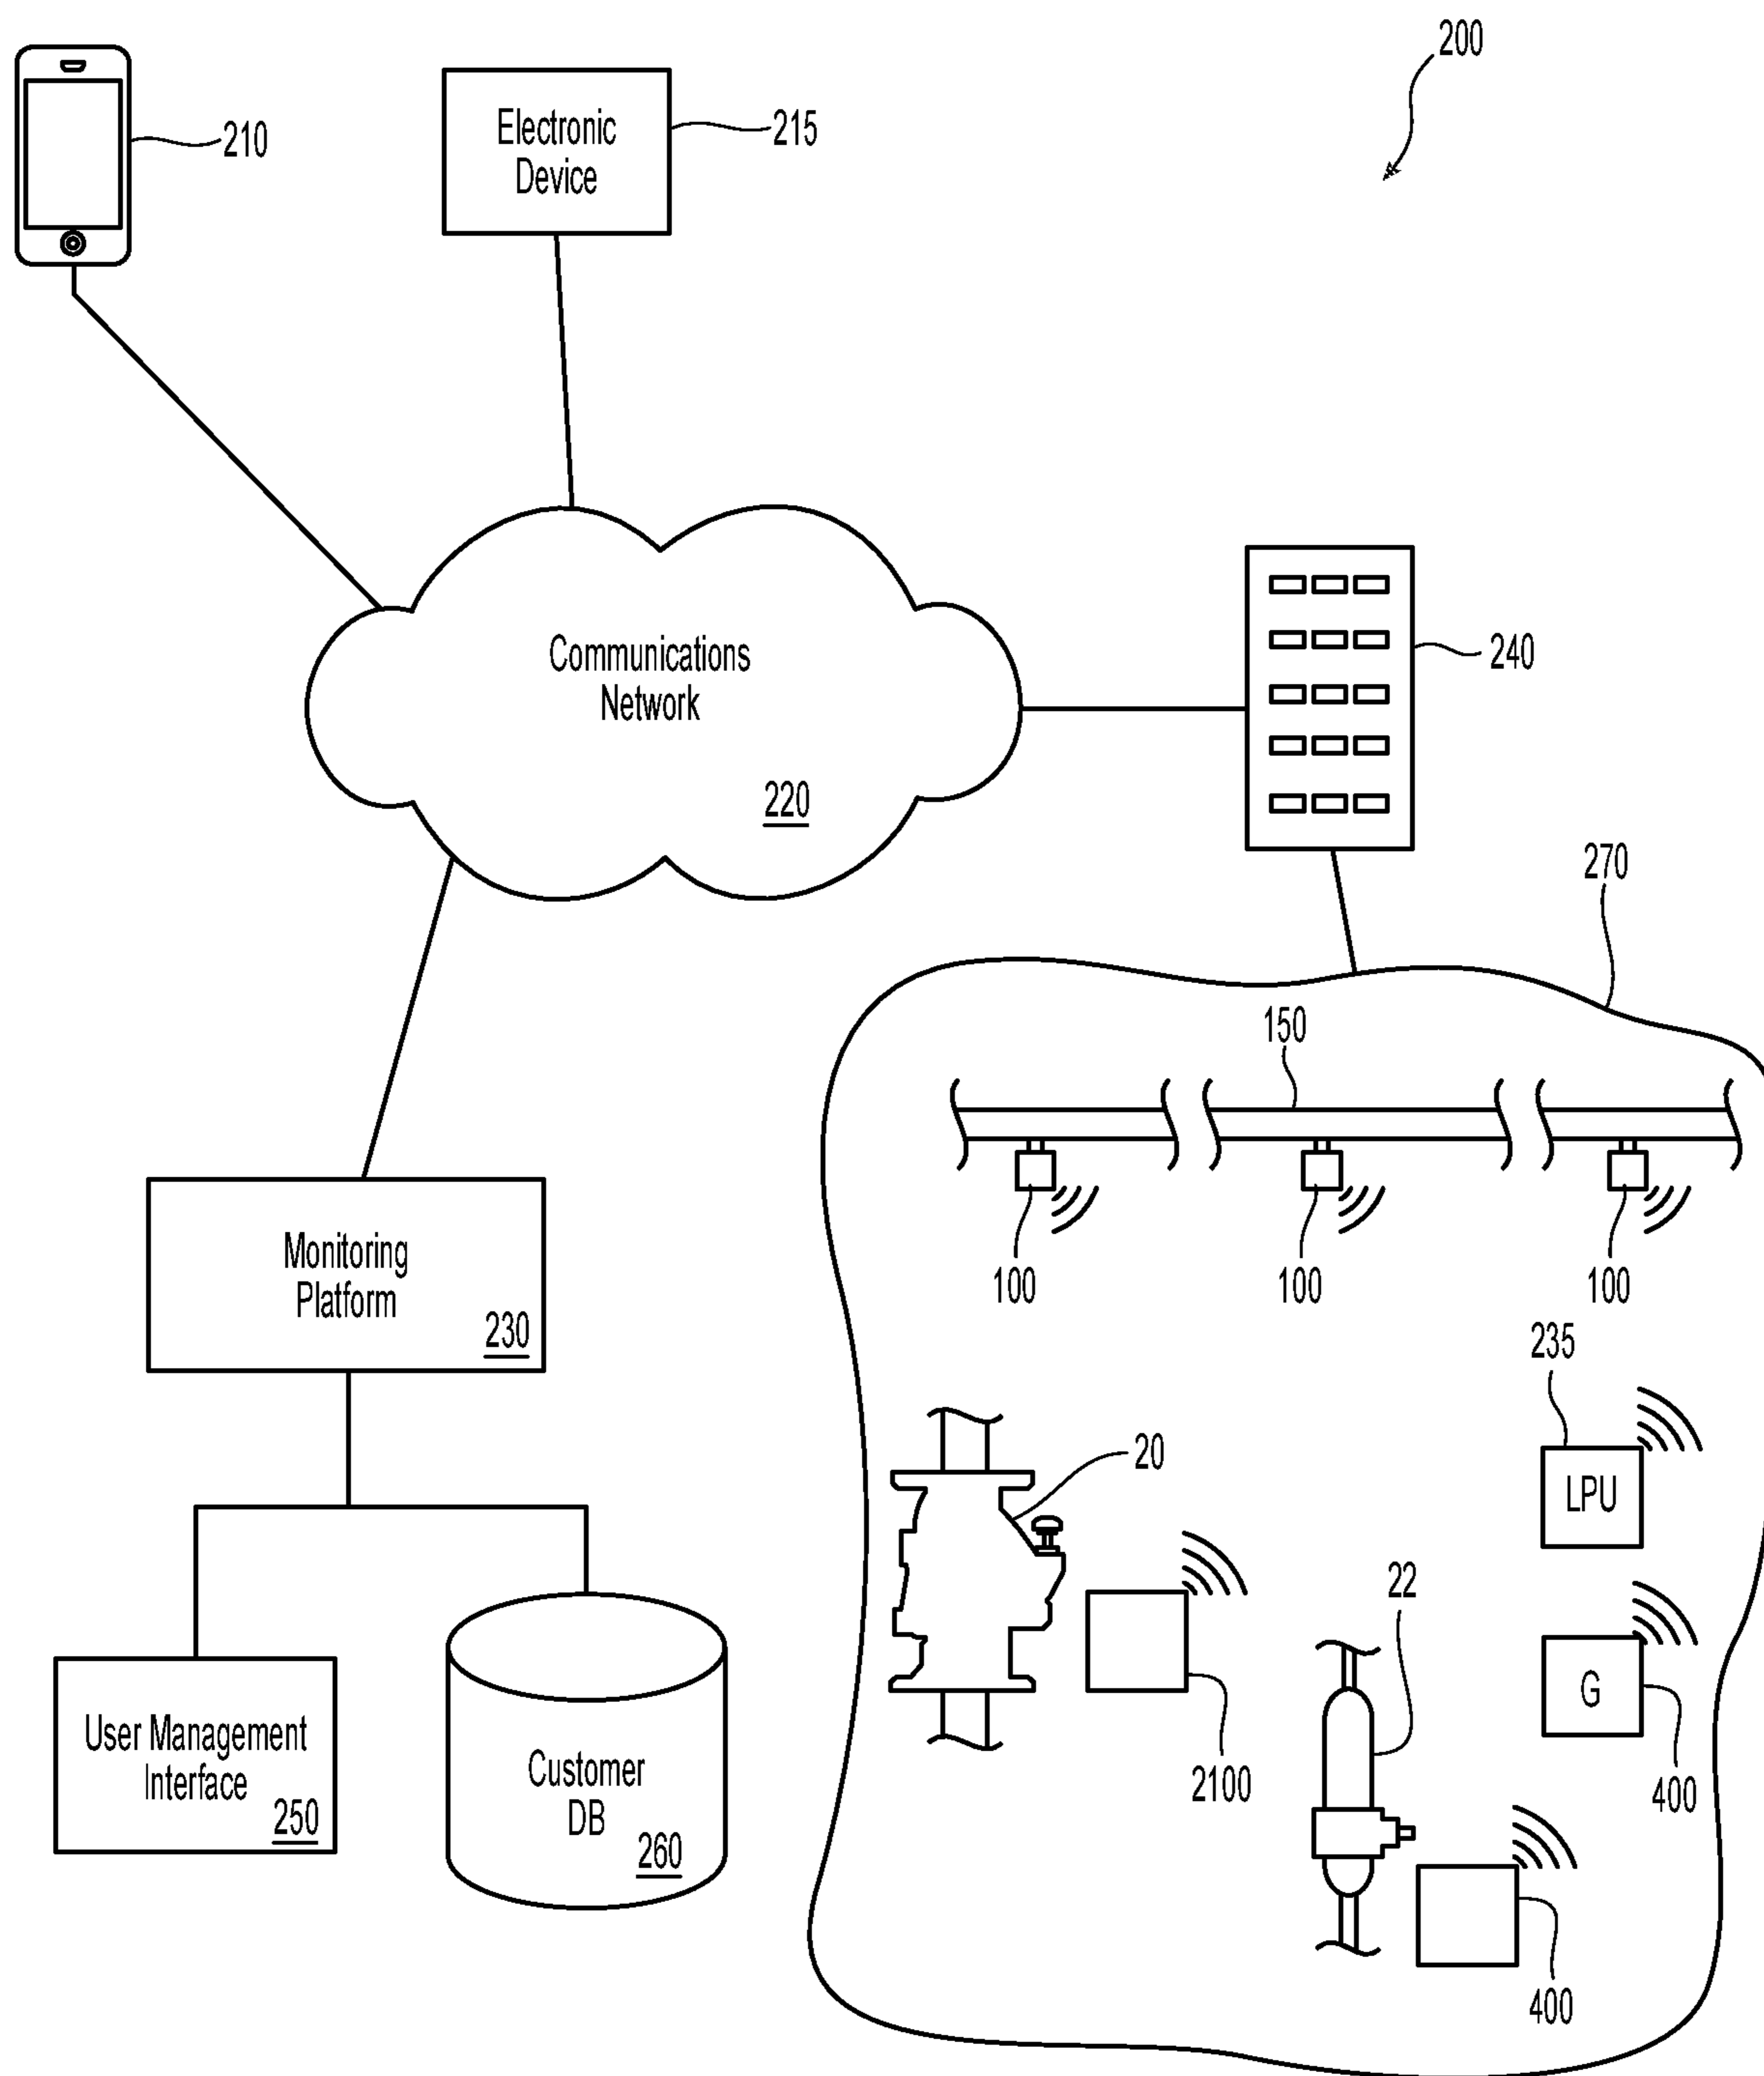 200
210
Electronic
Device
215
Communications
Network
220
240
270
150
100
100
100
Monitoring
Platform
230
235
LPU
20
22
G
400
2100
User Management
Interface
250
Customer
DB
260
400